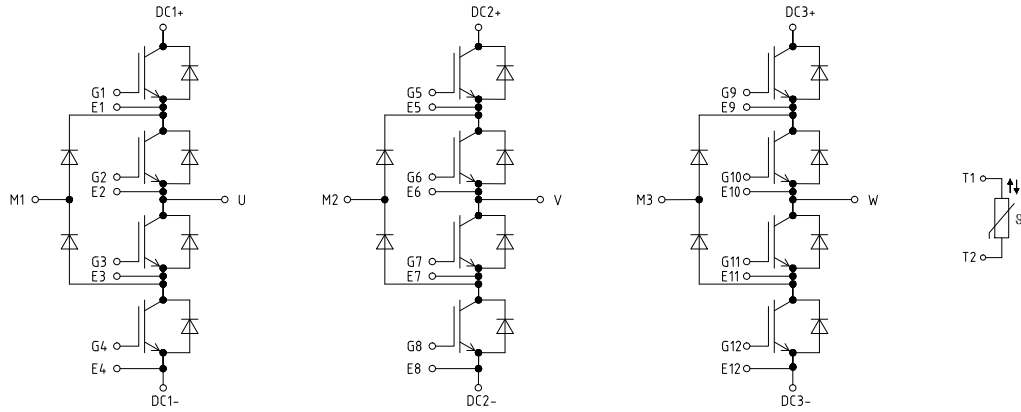 DC1+ DC2+ DC3+
G1 G5 G9
E1 E5 E9
G2 G6 G10
E2 E6 E10
T1
M1 U M2 V M3 W
ϑ
G3 G7 G11
E3 E7 E11
T2
G4 G8 G12
E4 E8 E12
DC1- DC2- DC3-